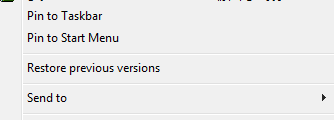 Pin to Taskbar
Pin to Start Menu
Restore previous versions
Send to